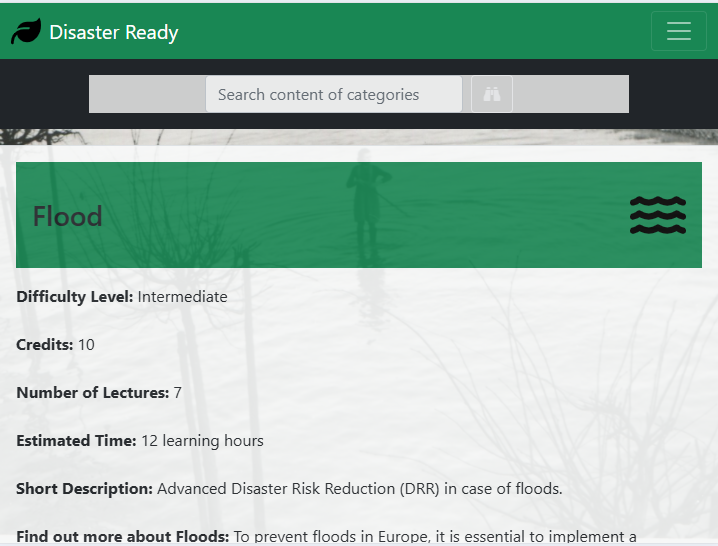 Disaster Ready
Search content of categories
Flood
Difficulty Level: Intermediate
Credits: 10
Number of Lectures: 7
Estimated Time: 12 learning hours
Short Description: Advanced Disaster Risk Reduction (DRR) in case of floods.
Find out more about Floods: To prevent floods in Europe, it is essential to implement a